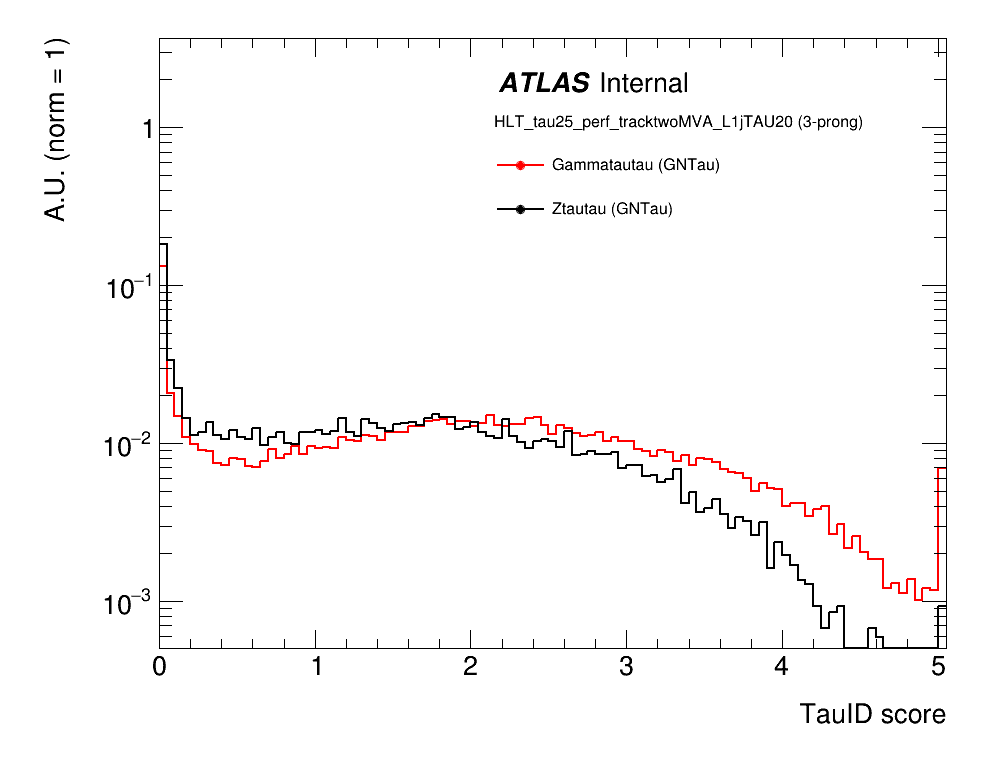 A.U. (norm = 1)
ATLAS Internal
HLT_tau25_perf_tracktwoMVA_L1jTAU20 (3-prong)
Gammatautau (GNTau)
Ztautau (GNTau)
1
10−1
10−2
10−3
0 1 2 3 4 5
TauID score